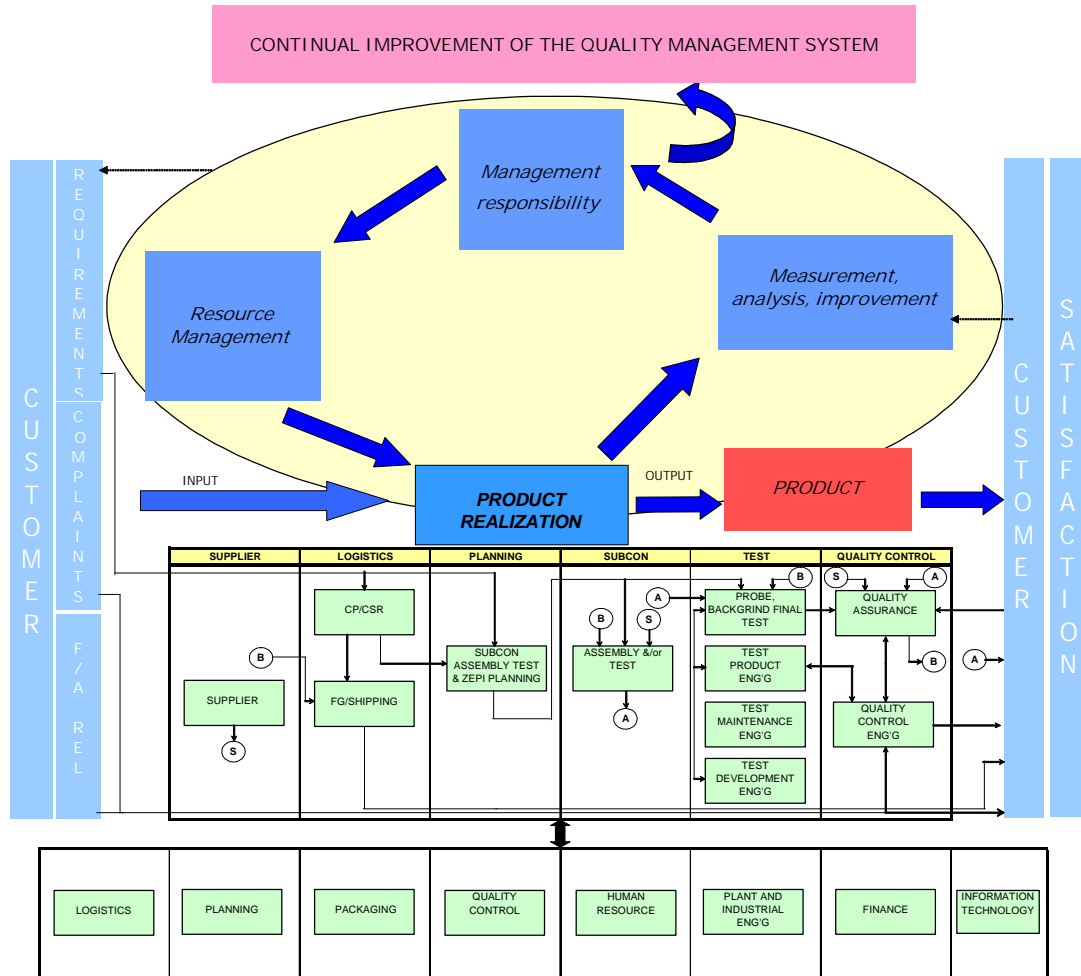 CONTINUAL IMPROVEMENT OF THE QUALITY MANAGEMENT SYSTEM
Management
responsibility
Resource
Management
Measurement,
analysis, improvement
CUSTOMER
REQUIREMENTS
COMPLAINTS
F/A REL
CUSTOMER
SATISFACTION
INPUT
PRODUCT
REALIZATION
OUTPUT
PRODUCT
SUPPLIER
LOGISTICS
PLANNING
SUBCON
TEST
QUALITY CONTROL
B
S
A
CP/CSR
A
PROBE,
BACKGRIND FINAL
TEST
QUALITY
ASSURANCE
B
S
B
SUBCON
ASSEMBLY TEST
& ZEPI PLANNING
ASSEMBLY &/or
TEST
TEST
PRODUCT
ENG'G
B
A
SUPPLIER
FG/SHIPPING
A
TEST
MAINTENANCE
ENG'G
QUALITY
CONTROL
ENG'G
S
TEST
DEVELOPMENT
ENG'G
LOGISTICS
PLANNING
PACKAGING
QUALITY
CONTROL
HUMAN
RESOURCE
PLANT AND
INDUSTRIAL
ENG'G
FINANCE
INFORMATION
TECHNOLOGY